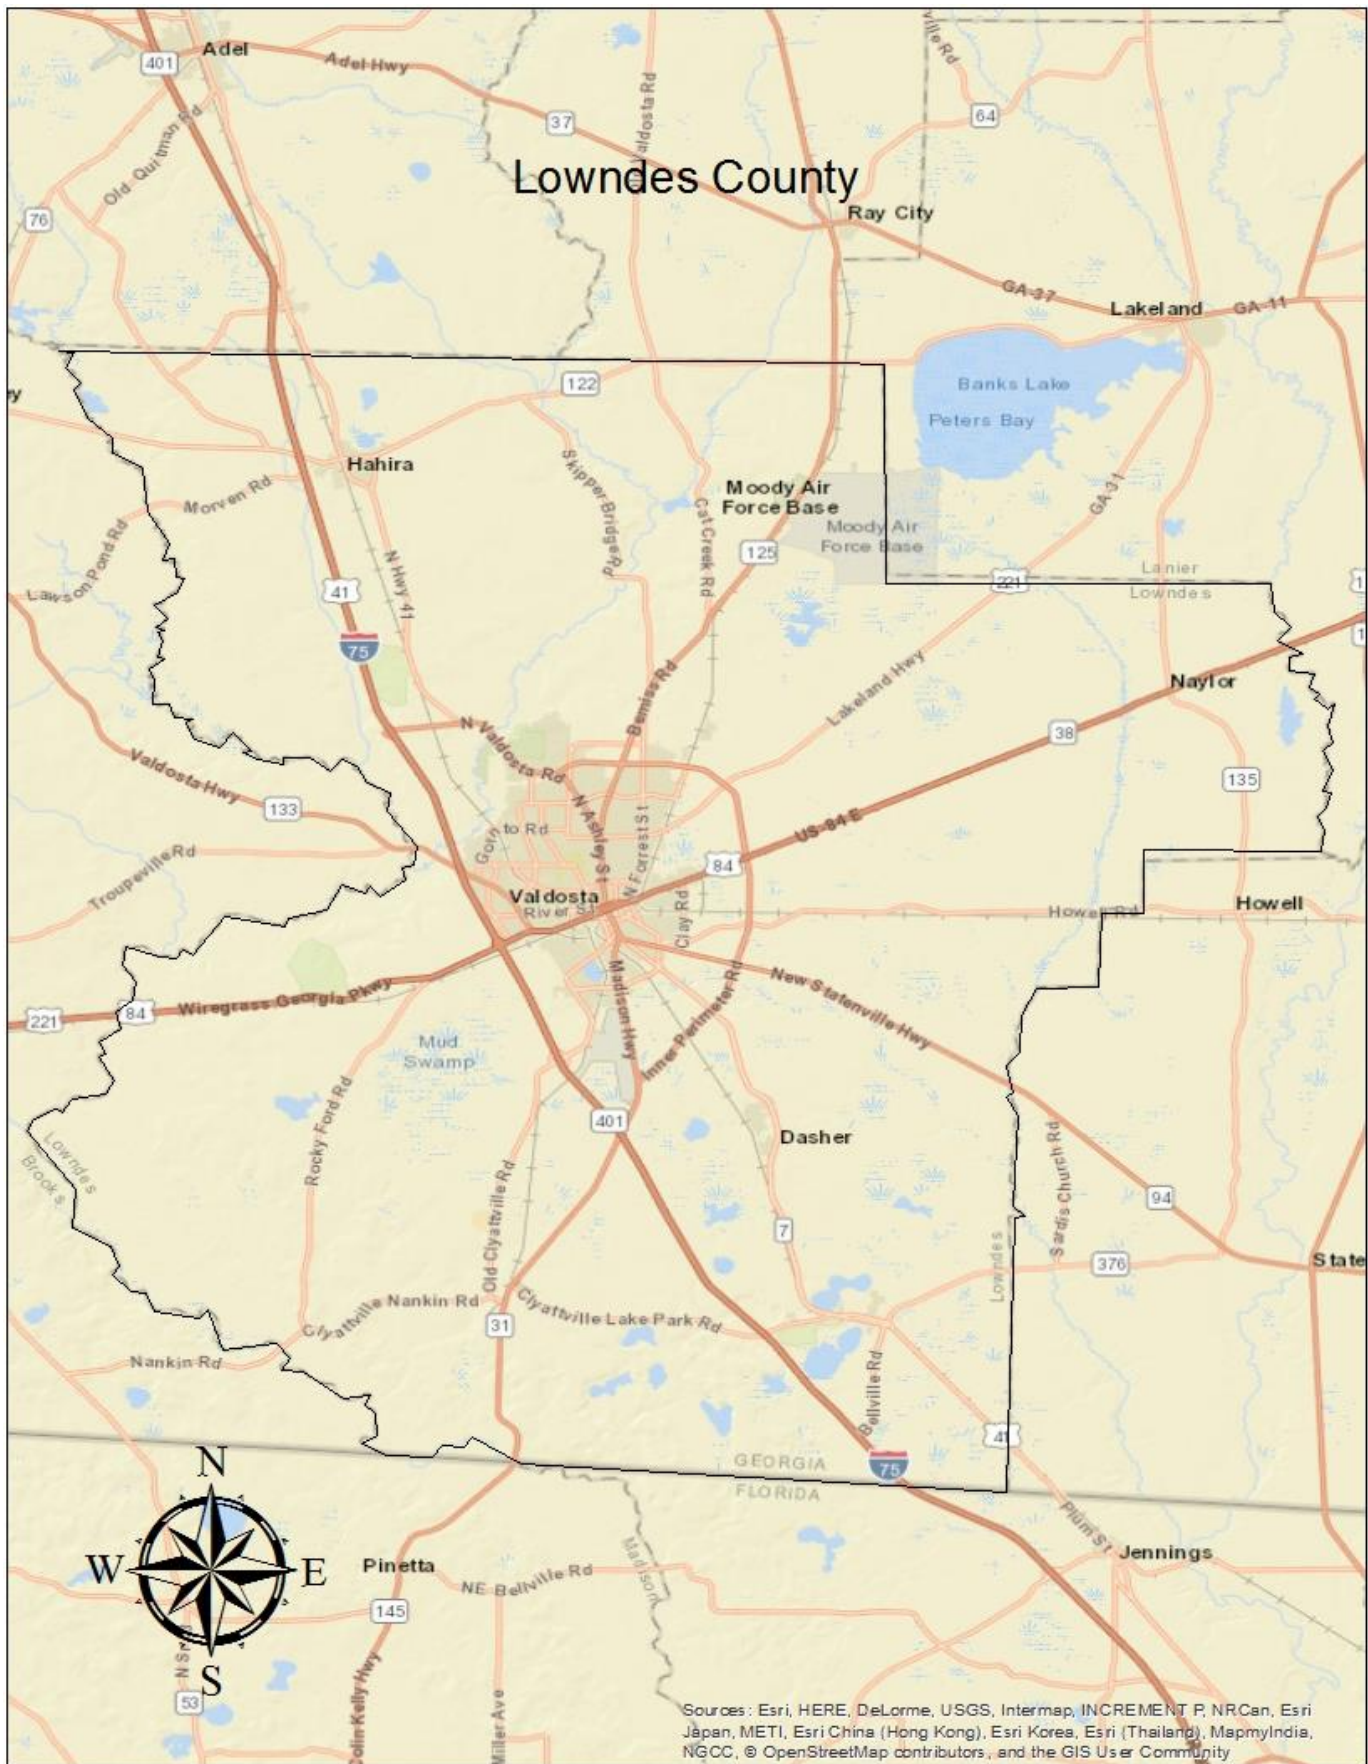 Adel
401
Adel Hwy
ville Rd
37
Valdosta Rd
64
Old Quitman Rd
Lowndes County
76
Ray City
GA-37
Lakeland
GA-11
122
Banks Lake
Peters Bay
Hahira
Morven Rd
Skipper Bridge Rd
Cat Creek Rd
Moody Air
Force Base
Moody Air
Force Base
GA-31
Lawson Pond Rd
N Hwy 41
125
41
75
221
Lanier
Lowndes
Naylor
Bemiss Rd
Lakeland Hwy
N Valdosta Rd
38
Valdosta Hwy
133
135
N Ashley St
N Forrest St
US-84 E
Troupeville Rd
84
Valdosta
River St
Clay Rd
Howell Rd
Howell
Madison Hwy
Inner Perimeter Rd
New Statenville Hwy
221
84
Wiregrass Georgia Pkwy
Mud
Swamp
Rocky Ford Rd
401
Dasher
Lowndes
Brooks
Old Clyattville Rd
Sardis Church Rd
94
7
Lowndes
376
State
Clyattville Nankin Rd
31
Clyattville Lake Park Rd
Nankin Rd
Bellville Rd
41
75
GEORGIA
FLORIDA
N
W
E
S
Pinetta
NE Bellville Rd
Madison
Plum St
Jennings
145
53
Colin Kelly Hwy
Miller Ave
Sources: Esri, HERE, DeLorme, USGS, Intermap, INCREMENT P, NRCan, Esri
Japan, METI, Esri China (Hong Kong), Esri Korea, Esri (Thailand), MapmyIndia,
NGCC, © OpenStreetMap contributors, and the GIS User Community